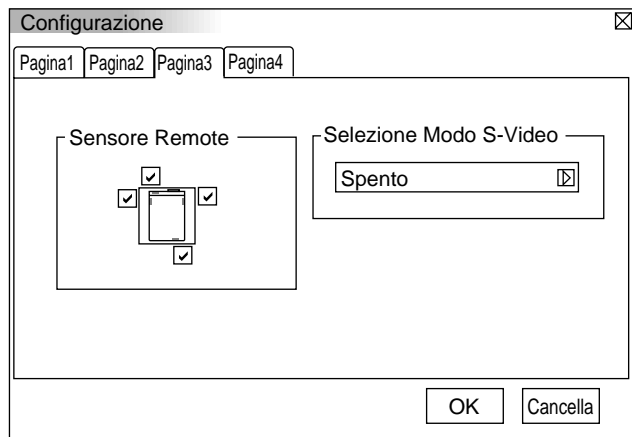 Configurazione
Pagina1 Pagina2 Pagina3 Pagina4
Sensore Remote
Selezione Modo S-Video
Spento
OK Cancella